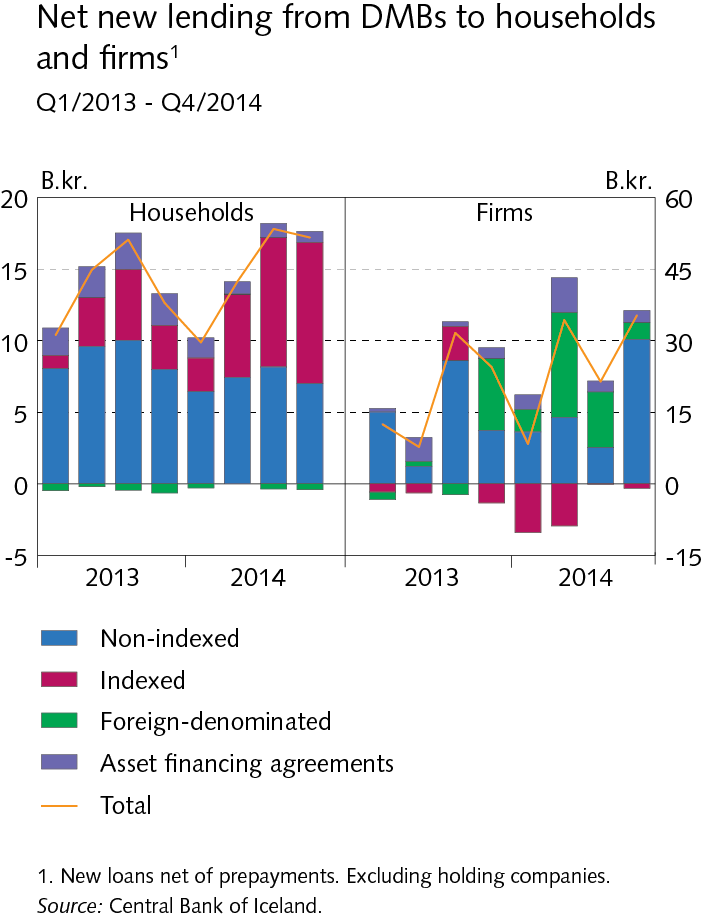 Net new lending from DMBs to households
and firms¹
Q1/2013 - Q4/2014
B.kr. B.kr.
20 60
Households Firms
15 45
10 30
5 15
0 0
-5 -15
2013 2014 2013 2014
Non-indexed
Indexed
Foreign-denominated
Asset financing agreements
Total
1. New loans net of prepayments. Excluding holding companies.
Source: Central Bank of Iceland.